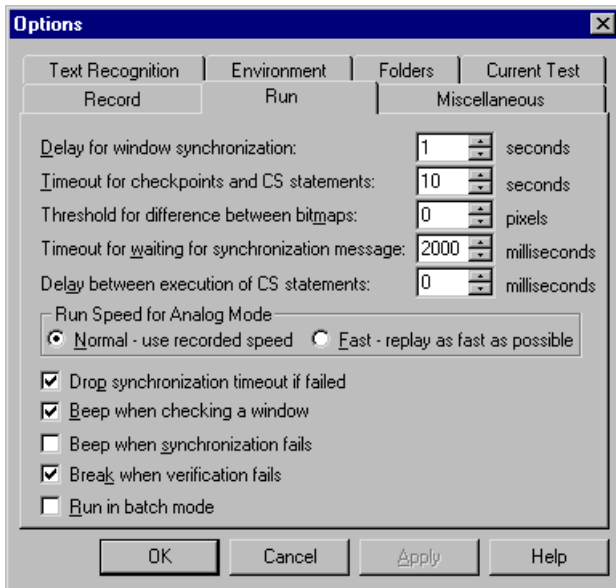 Options
Text Recognition Environment Folders Current Test
Record Run Miscellaneous
Delay for window synchronization: 1 seconds
Timeout for checkpoints and CS statements: 10 seconds
Threshold for difference between bitmaps: 0 pixels
Timeout for waiting for synchronization message: 2000 milliseconds
Delay between execution of CS statements: 0 milliseconds
Run Speed for Analog Mode
Normal - use recorded speed Fast - replay as fast as possible
Drop synchronization timeout if failed
Beep when checking a window
Beep when synchronization fails
Break when verification fails
Run in batch mode
OK Cancel Apply Help